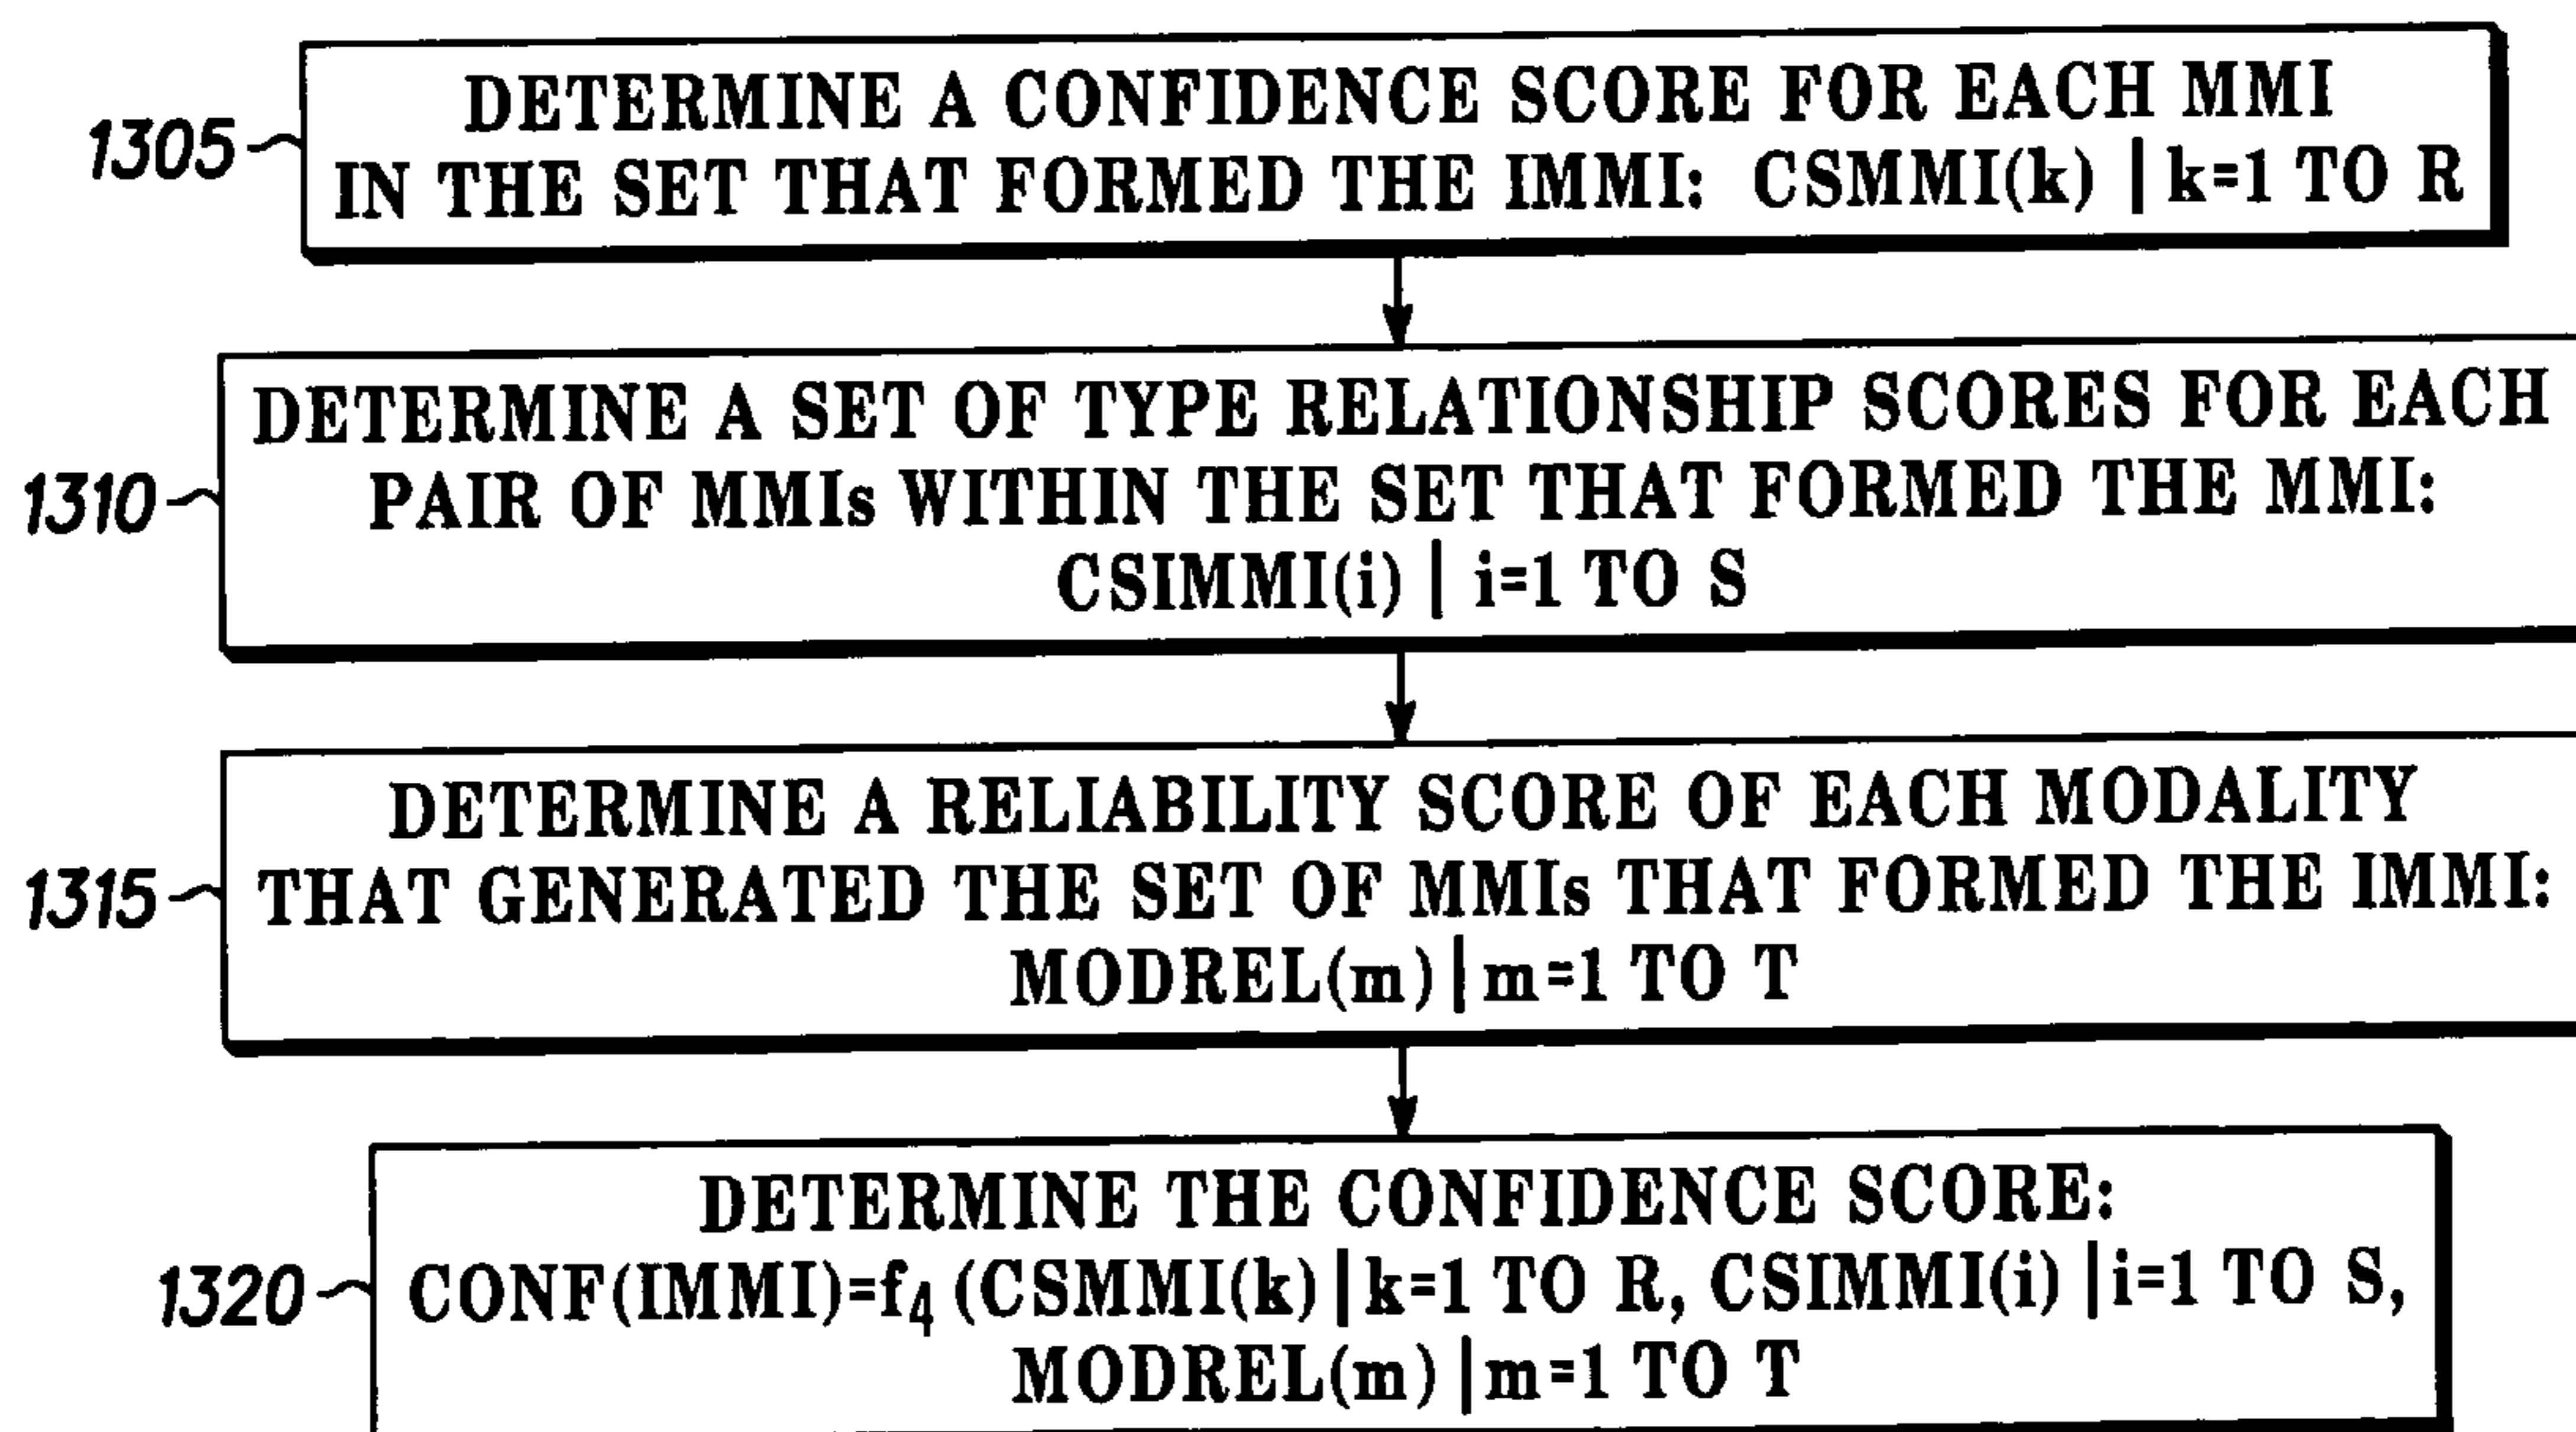 1305
DETERMINE A CONFIDENCE SCORE FOR EACH MMI
IN THE SET THAT FORMED THE IMMI: CSMMI(k) | k=1 TO R
1310
DETERMINE A SET OF TYPE RELATIONSHIP SCORES FOR EACH
PAIR OF MMIs WITHIN THE SET THAT FORMED THE MMI:
CSIMMI(i) | i=1 TO S
1315
DETERMINE A RELIABILITY SCORE OF EACH MODALITY
THAT GENERATED THE SET OF MMIs THAT FORMED THE IMMI:
MODREL(m) | m=1 TO T
1320
DETERMINE THE CONFIDENCE SCORE:
CONF(IMMI)=f4 (CSMMI(k) | k=1 TO R, CSIMMI(i) | i=1 TO S,
MODREL(m) | m=1 TO T